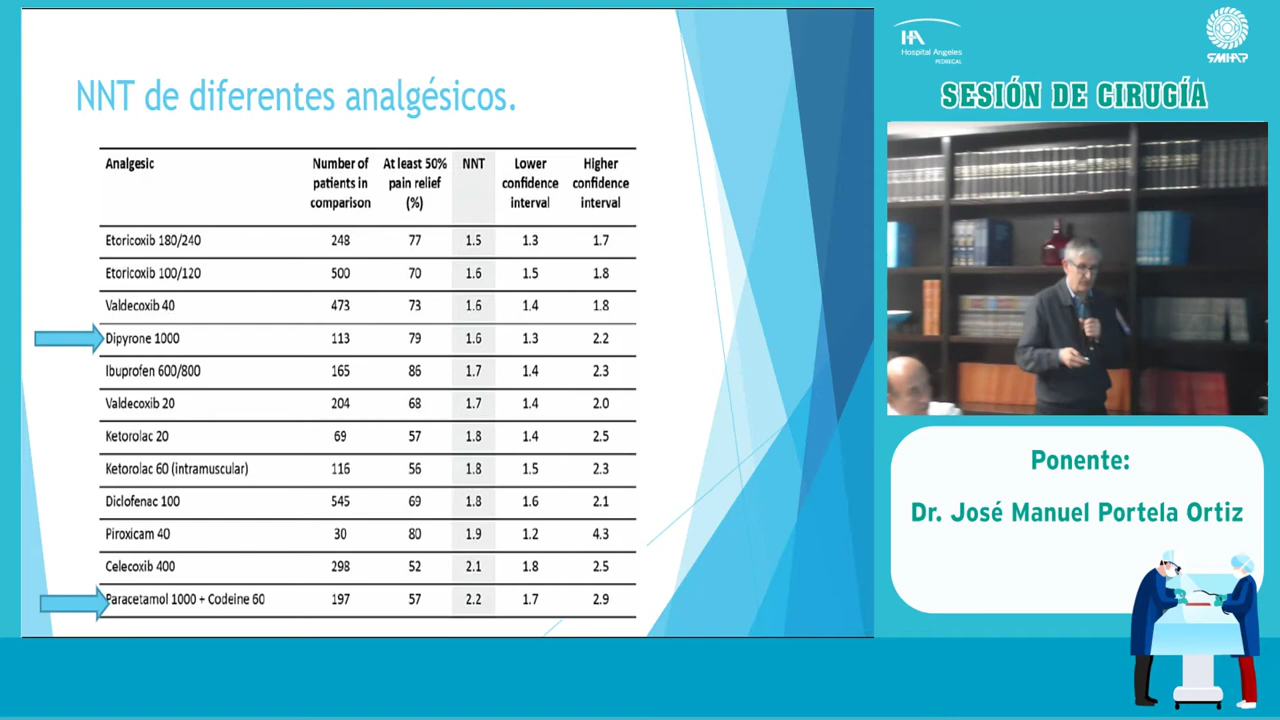 NNT de diferentes analgésicos.
Analgesic Number of patients in comparison At least 50% pain relief (%) NNT Lower confidence interval Higher confidence interval
Etoricoxib 180/240 248 77 1.5 1.3 1.7
Etoricoxib 100/120 500 70 1.6 1.5 1.8
Valdecoxib 40 473 73 1.6 1.4 1.8
Dipyrone 1000 113 79 1.6 1.3 2.2
Ibuprofen 600/800 165 86 1.7 1.4 2.3
Valdecoxib 20 204 68 1.7 1.4 2.0
Ketorolac 20 69 57 1.8 1.4 2.5
Ketorolac 60 (intramuscular) 116 56 1.8 1.5 2.3
Diclofenac 100 545 69 1.8 1.6 2.1
Piroxicam 40 30 80 1.9 1.2 4.3
Celecoxib 400 298 52 2.1 1.8 2.5
Paracetamol 1000 + Codeine 60 197 57 2.2 1.7 2.9
HA
Hospital Angeles
PEDREGAL
SMHAP
SESIÓN DE CIRUGÍA
Ponente:
Dr. José Manuel Portela Ortiz